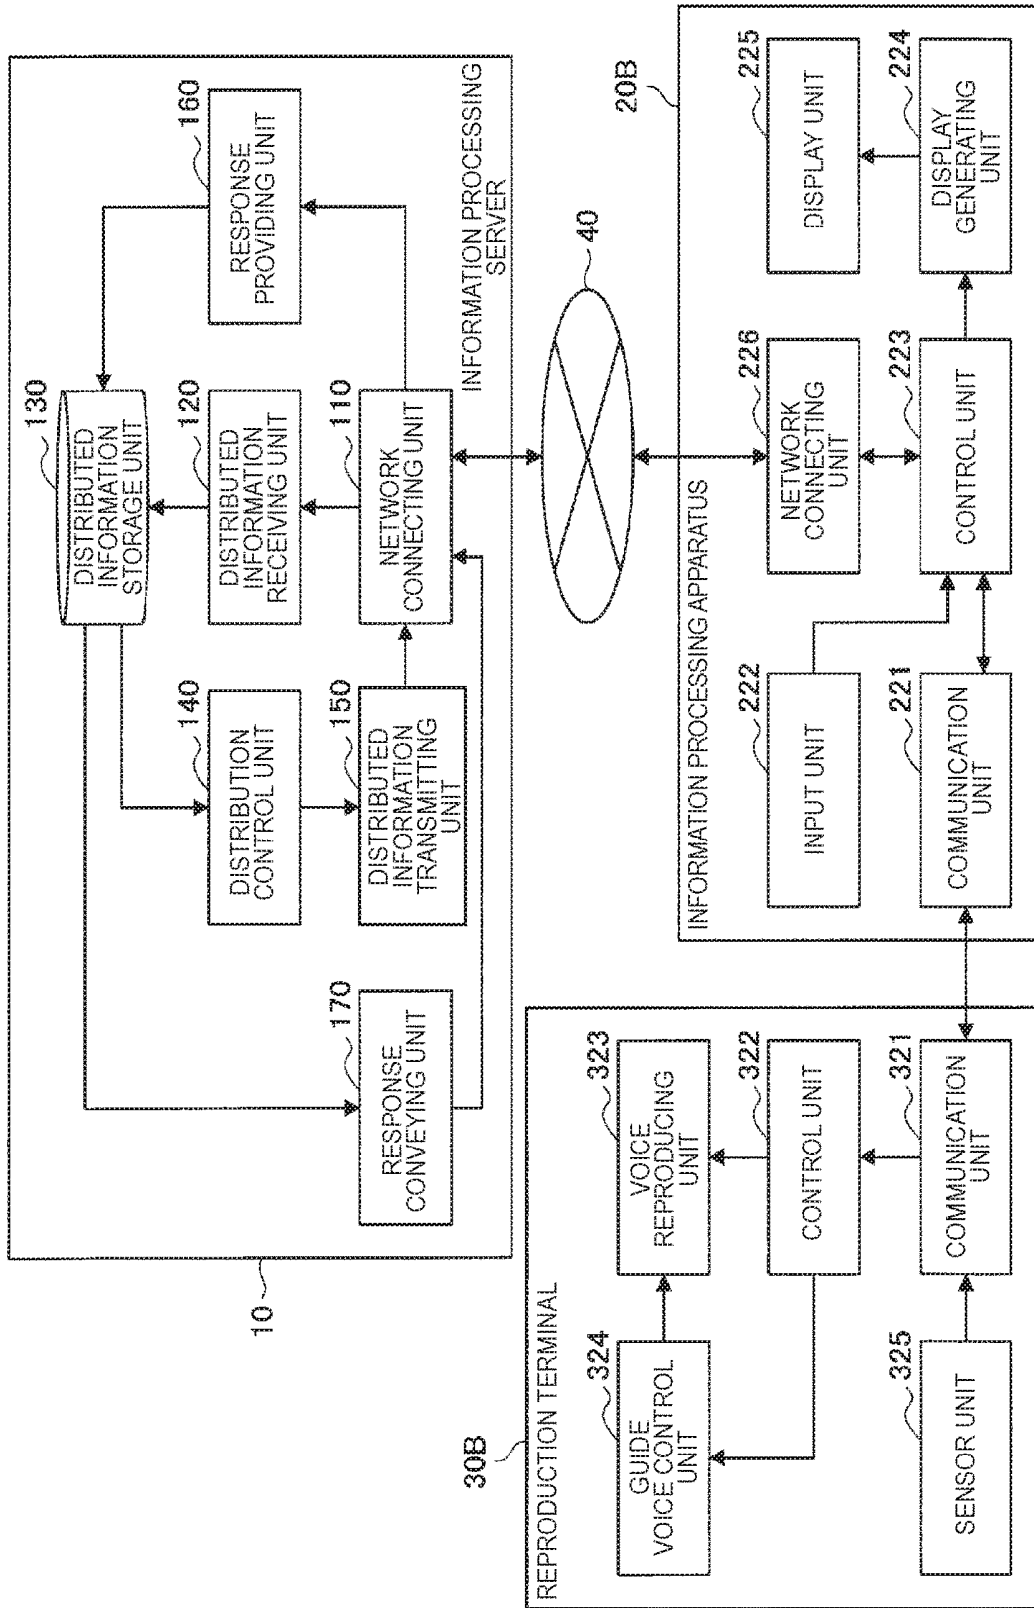 10
INFORMATION PROCESSING
SERVER
130
DISTRIBUTED
INFORMATION
STORAGE UNIT
140
DISTRIBUTION
CONTROL UNIT
120
DISTRIBUTED
INFORMATION
RECEIVING UNIT
160
RESPONSE
PROVIDING UNIT
170
RESPONSE
CONVEYING UNIT
150
DISTRIBUTED
INFORMATION
TRANSMITTING
UNIT
110
NETWORK
CONNECTING UNIT
40
30B
REPRODUCTION TERMINAL
324
GUIDE
VOICE CONTROL
UNIT
323
VOICE
REPRODUCING
UNIT
322
CONTROL UNIT
325
SENSOR UNIT
321
COMMUNICATION
UNIT
20B
INFORMATION PROCESSING APPARATUS
222
INPUT UNIT
226
NETWORK
CONNECTING
UNIT
225
DISPLAY UNIT
221
COMMUNICATION
UNIT
223
CONTROL UNIT
224
DISPLAY
GENERATING
UNIT